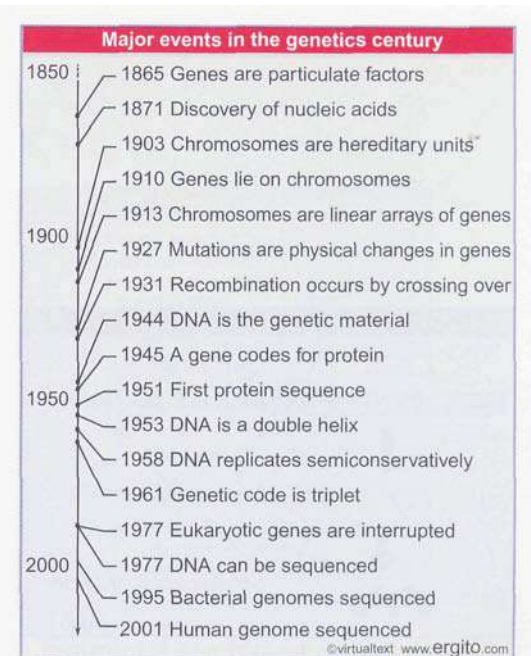 Major events in the genetics century
1850
1865 Genes are particulate factors
1871 Discovery of nucleic acids
1903 Chromosomes are hereditary units
1910 Genes lie on chromosomes
1913 Chromosomes are linear arrays of genes
1900
1927 Mutations are physical changes in genes
1931 Recombination occurs by crossing over
1944 DNA is the genetic material
1945 A gene codes for protein
1951 First protein sequence
1950
1953 DNA is a double helix
1958 DNA replicates semiconservatively
1961 Genetic code is triplet
1977 Eukaryotic genes are interrupted
1977 DNA can be sequenced
2000
1995 Bacterial genomes sequenced
2001 Human genome sequenced
©virtualtext www.ergito.com